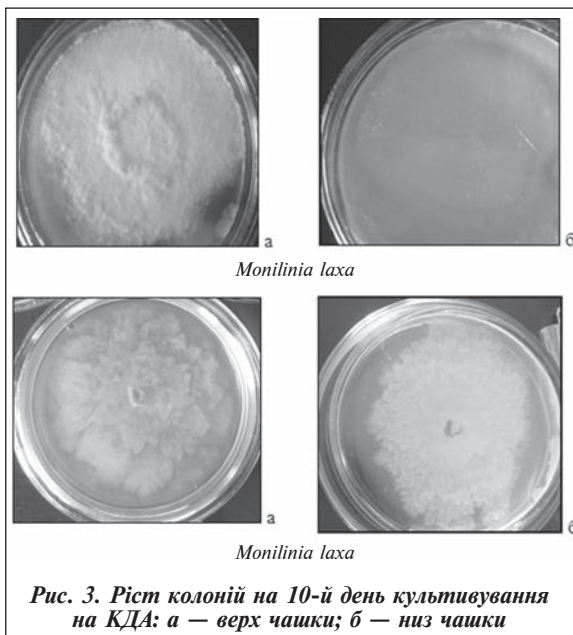 а
б
Monilinia laxa
а
б
Monilinia laxa
Рис. 3. Ріст колоній на 10-й день культивування
на КДА: а — верх чашки; б — низ чашки